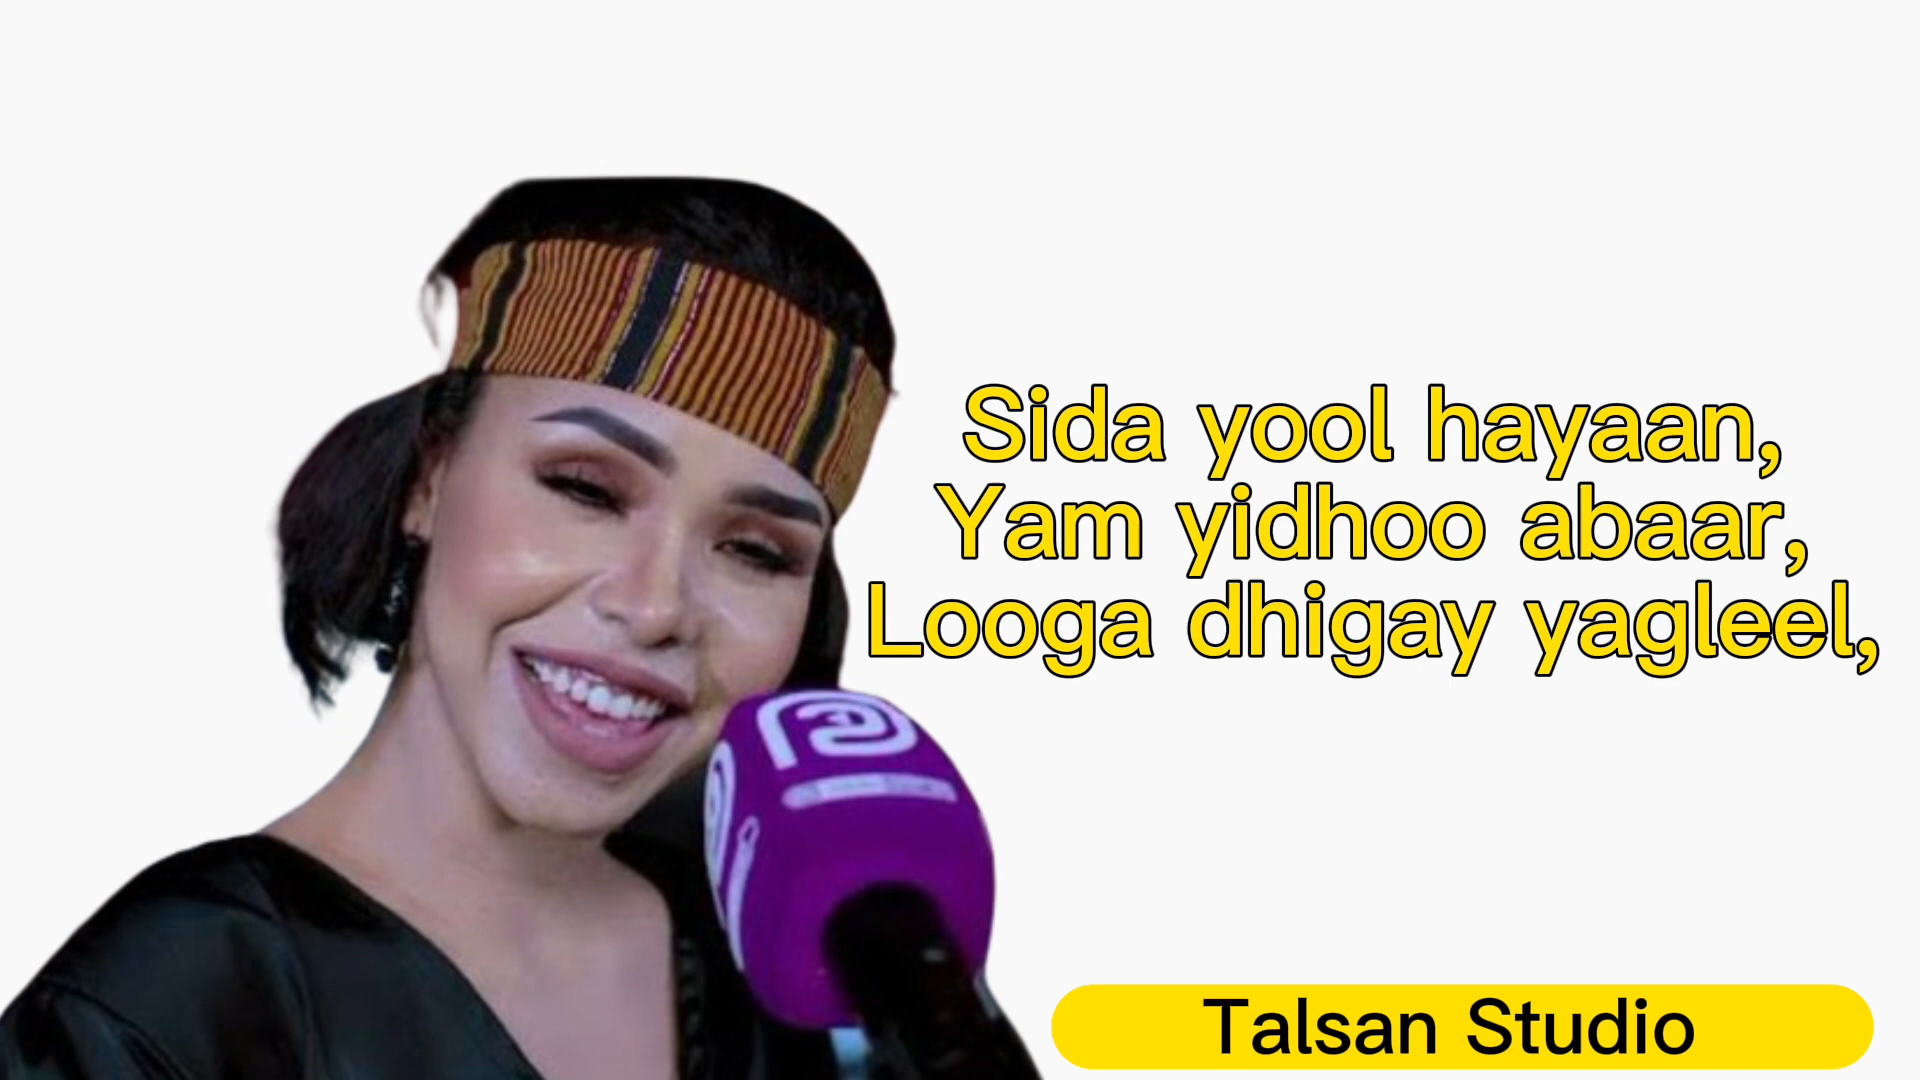 Sida yool hayaan,
Yam yidhoo abaar,
Looga dhigay yagleel,
Talsan Studio